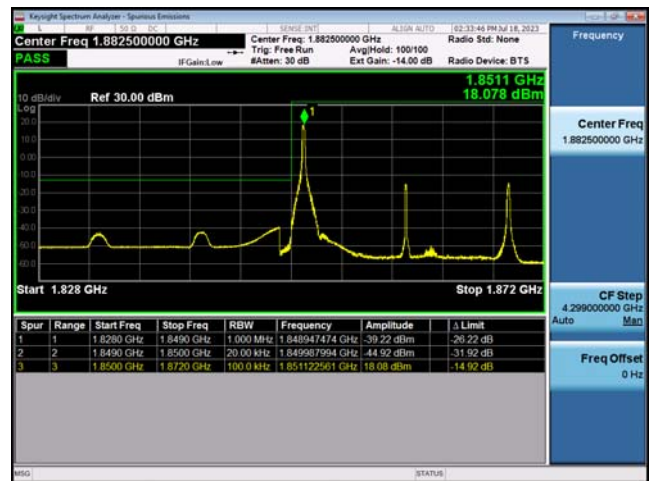 Keysight Spectrum Analyzer - Spurious Emissions
L RF 50 Ω DC SENSE:INT ALIGN AUTO 02:33:46 PM Jul 18, 2023
Center Freq 1.882500000 GHz
Center Freq: 1.882500000 GHz
Radio Std: None
Trig: Free Run
Avg|Hold: 100/100
PASS
IFGain:Low
#Atten: 30 dB
Ext Gain: -14.00 dB
Radio Device: BTS
1.8511 GHz
18.078 dBm
10 dB/div Ref 30.00 dBm
Log
20.0
10.0
0.00
10.0
20.0
30.0
40.0
50.0
60.0
1
Start 1.828 GHz Stop 1.872 GHz
Spur Range Start Freq Stop Freq RBW Frequency Amplitude Δ Limit
1 1 1.8280 GHz 1.8490 GHz 1.000 MHz 1.848947474 GHz -39.22 dBm -26.22 dB
2 2 1.8490 GHz 1.8500 GHz 20.00 kHz 1.849987994 GHz -44.92 dBm -31.92 dB
3 3 1.8500 GHz 1.8720 GHz 100.0 kHz 1.851122561 GHz 18.08 dBm -14.92 dB
Frequency
Center Freq
1.882500000 GHz
CF Step
4.299000000 GHz
Auto Man
Freq Offset
0 Hz
MSG STATUS